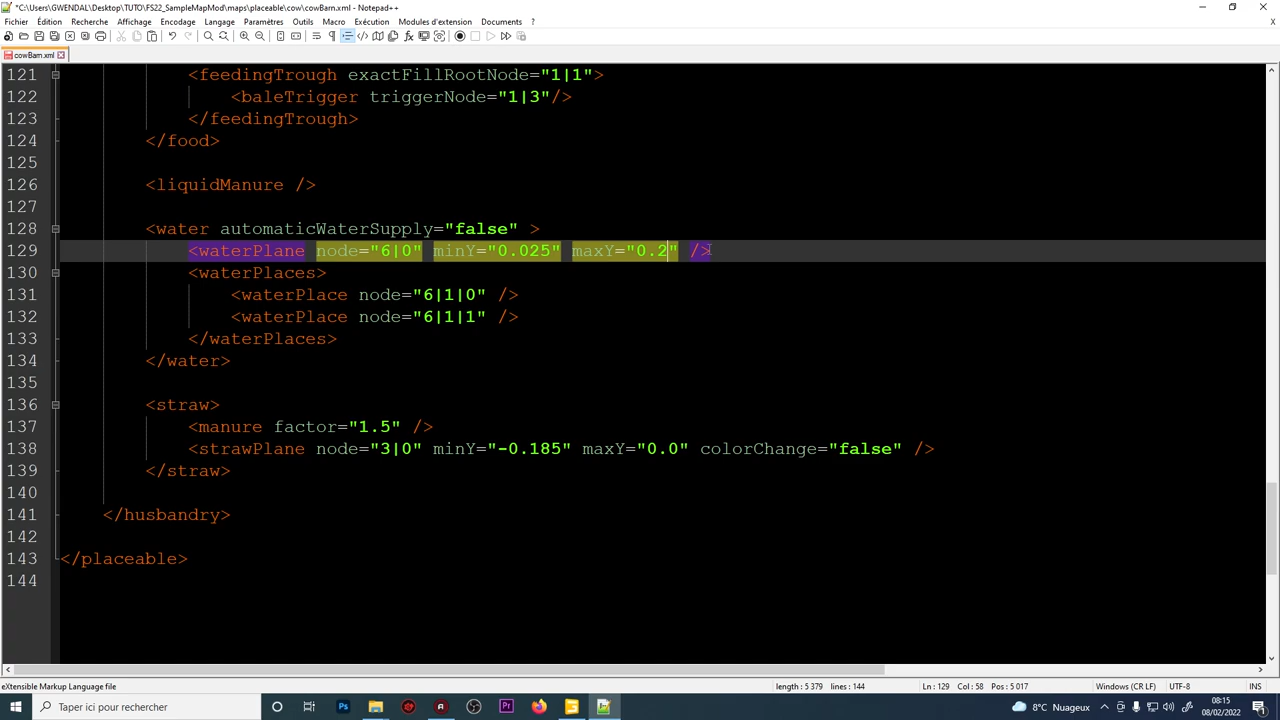 *C:\Users\GWENDAL\Desktop\TUTO\FS22_SampleMapMod\maps\placeable\cow\cowBarn.xml - Notepad++
Fichier Édition Recherche Affichage Encodage Langage Paramètres Outils Macro Exécution Modules d'extension Documents ?
cowBarn.xml
121 <feedingTrough exactFillRootNode="1|1">
122 <baleTrigger triggerNode="1|3"/>
123 </feedingTrough>
124 </food>
125
126 <liquidManure />
127
128 <water automaticWaterSupply="false" >
129 <waterPlane node="6|0" minY="0.025" maxY="0.2" />
130 <waterPlaces>
131 <waterPlace node="6|1|0" />
132 <waterPlace node="6|1|1" />
133 </waterPlaces>
134 </water>
135
136 <straw>
137 <manure factor="1.5" />
138 <strawPlane node="3|0" minY="-0.185" maxY="0.0" colorChange="false" />
139 </straw>
140
141 </husbandry>
142
143 </placeable>
144
eXtensible Markup Language file length : 5 379 lines : 144 Ln : 129 Col : 58 Pos : 5 017 Windows (CR LF) UTF-8 INS
Taper ici pour rechercher Ps Pr 8°C Nuageux 08:15
08/02/2022